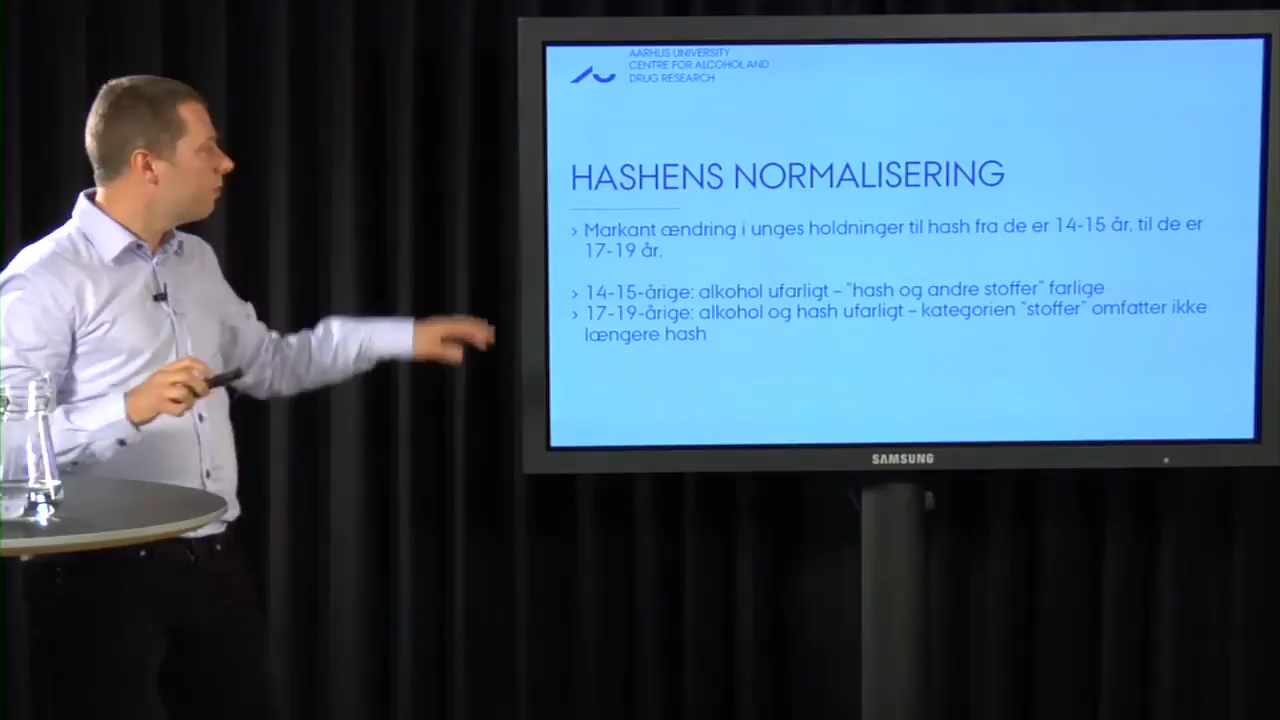 AARHUS UNIVERSITY
CENTRE FOR ALCOHOL AND
DRUG RESEARCH
HASHENS NORMALISERING
› Markant ændring i unges holdninger til hash fra de er 14-15 år, til de er
17-19 år.
› 14-15-årige: alkohol ufarligt – "hash og andre stoffer" farlige
› 17-19-årige: alkohol og hash ufarligt – kategorien "stoffer" omfatter ikke
længere hash
SAMSUNG